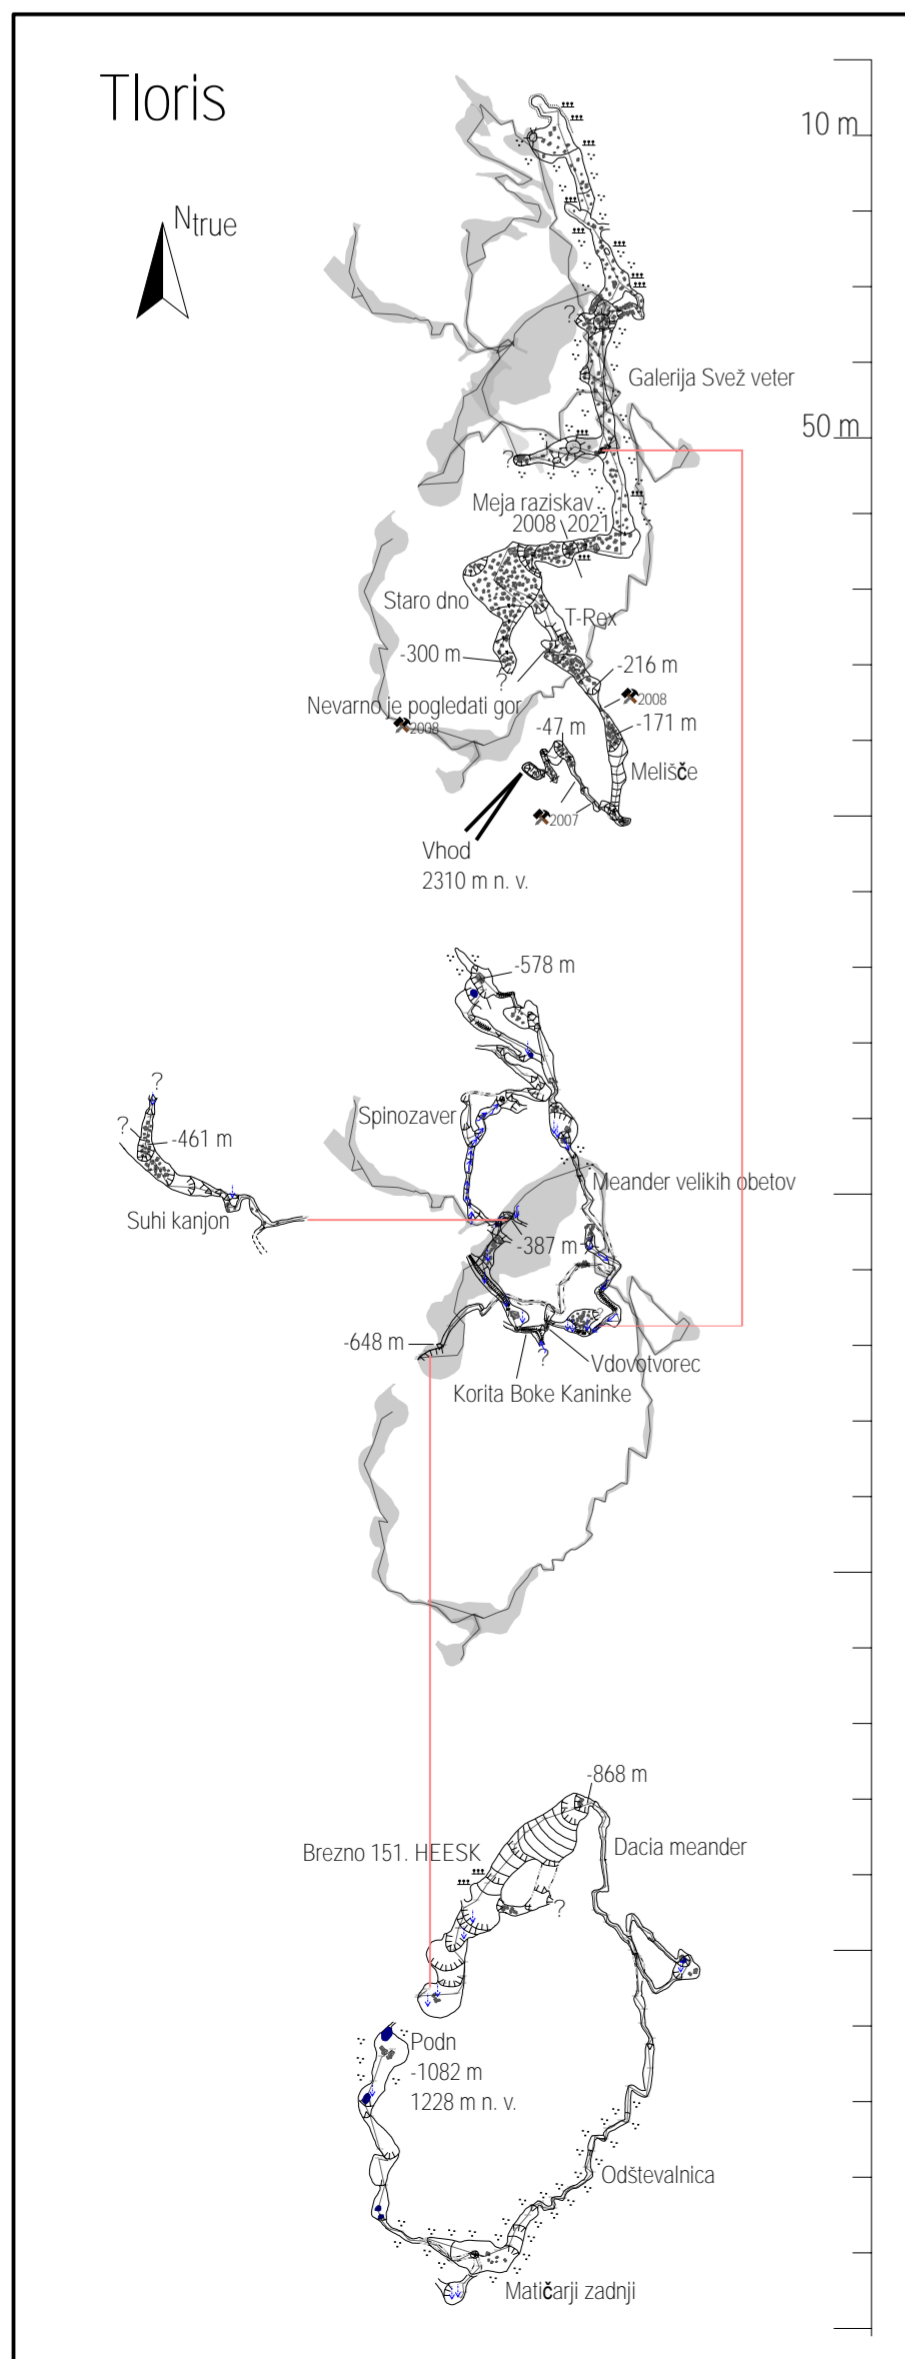 Tloris
10 m
Ntrue
?
Galerija Svež veter
50 m
?
Meja raziskav
2008 2021
Staro dno
T-Rex
-300 m
-216 m
?
2008
Nevarno je pogledati gor
2008
-47 m
-171 m
Melišče
2007
Vhod
2310 m n. v.
-578 m
?
Spinozaver
?
-461 m
Meander velikih obetov
Suhi kanjon
-387 m
-648 m
?
Vdovotvorec
Korita Boke Kaninke
-868 m
Brezno 151. HEESK
Dacia meander
?
Podn
-1082 m
1228 m n. v.
Odštevalnica
Matičarji zadnji